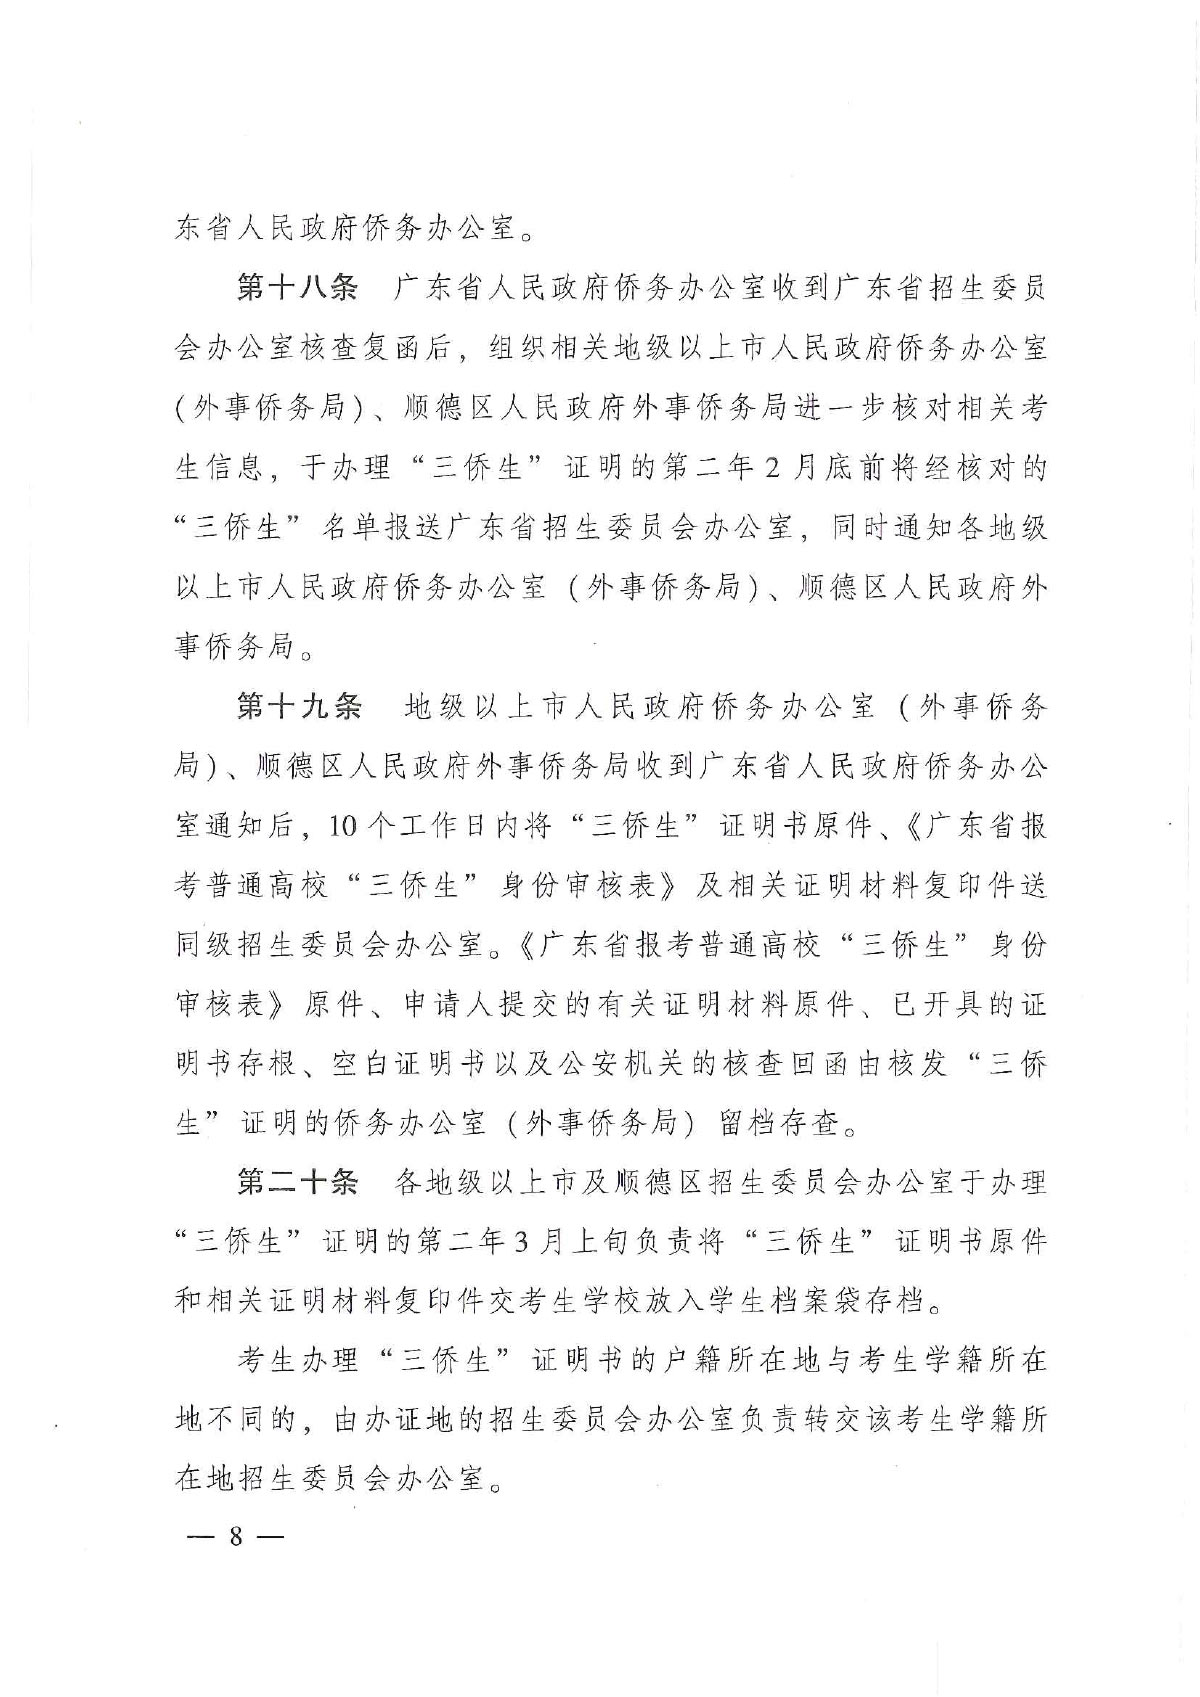 东省人民政府侨务办公室。
第十八条 广东省人民政府侨务办公室收到广东省招生委员
会办公室核查复函后，组织相关地级以上市人民政府侨务办公室
(外事侨务局)、顺德区人民政府外事侨务局进一步核对相关考
生信息，于办理“三侨生”证明的第二年2月底前将经核对的
“三侨生”名单报送广东省招生委员会办公室，同时通知各地级
以上市人民政府侨务办公室(外事侨务局)、顺德区人民政府外
事侨务局。
第十九条 地级以上市人民政府侨务办公室(外事侨务
局)、顺德区人民政府外事侨务局收到广东省人民政府侨务办公
室通知后，10个工作日内将“三侨生”证明书原件、《广东省报
考普通高校“三侨生”身份审核表》及相关证明材料复印件送
同级招生委员会办公室。《广东省报考普通高校“三侨生”身份
审核表》原件、申请人提交的有关证明材料原件、已开具的证
明书存根、空白证明书以及公安机关的核查回函由核发“三侨
生”证明的侨务办公室(外事侨务局)留档存查。
第二十条 各地级以上市及顺德区招生委员会办公室于办理
“三侨生”证明的第二年3月上旬负责将“三侨生”证明书原件
和相关证明材料复印件交考生学校放入学生档案袋存档。
考生办理“三侨生”证明书的户籍所在地与考生学籍所在
地不同的，由办证地的招生委员会办公室负责转交该考生学籍所
在地招生委员会办公室。
— 8 —